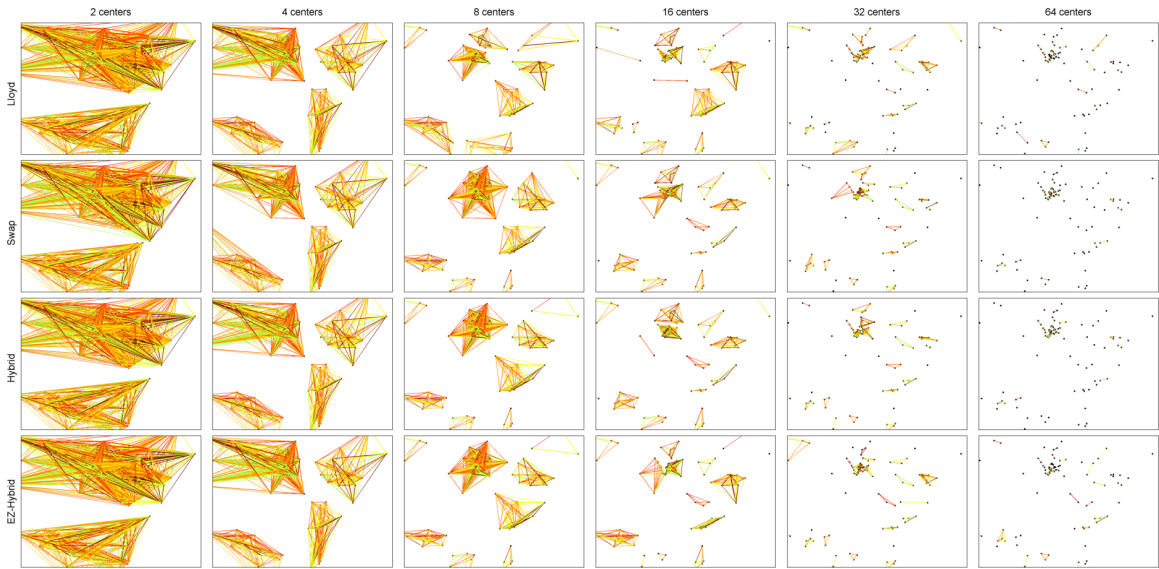 2 centers
4 centers
8 centers
16 centers
32 centers
64 centers
Lloyd
Swap
Hybrid
EZ-Hybrid